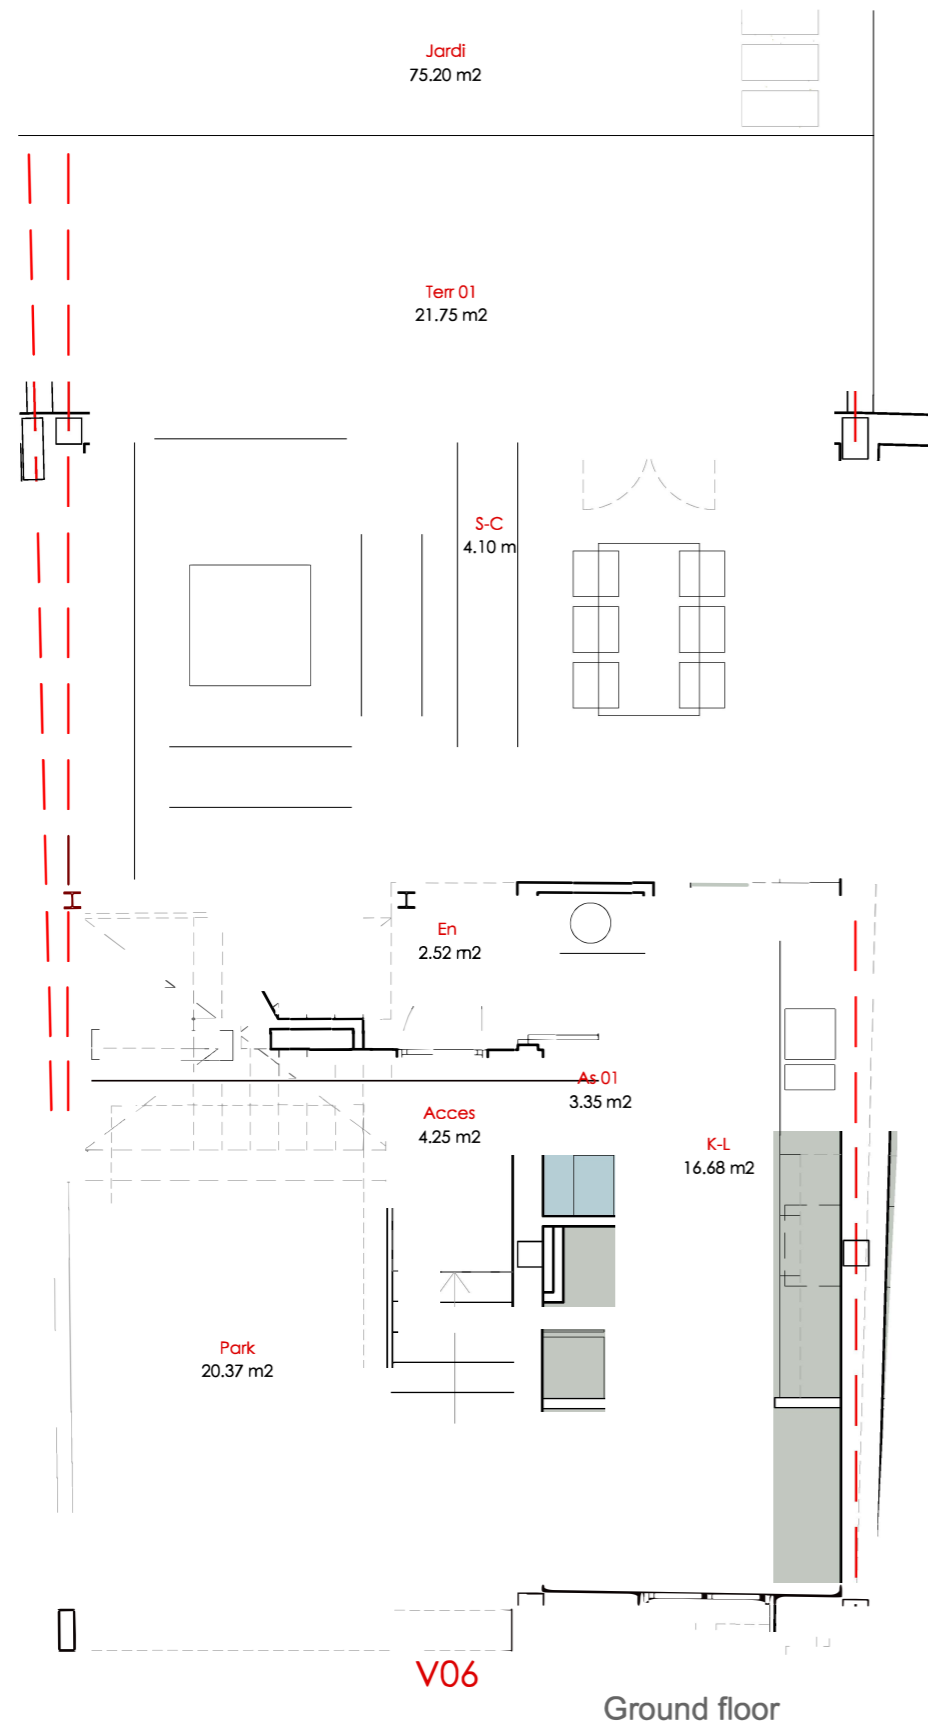 Jardi
75.20 m2
Terr 01
21.75 m2
S-C
4.10 m
En
2.52 m2
As 01
3.35 m2
Acces
4.25 m2
K-L
16.68 m2
Park
20.37 m2
V06
Ground floor